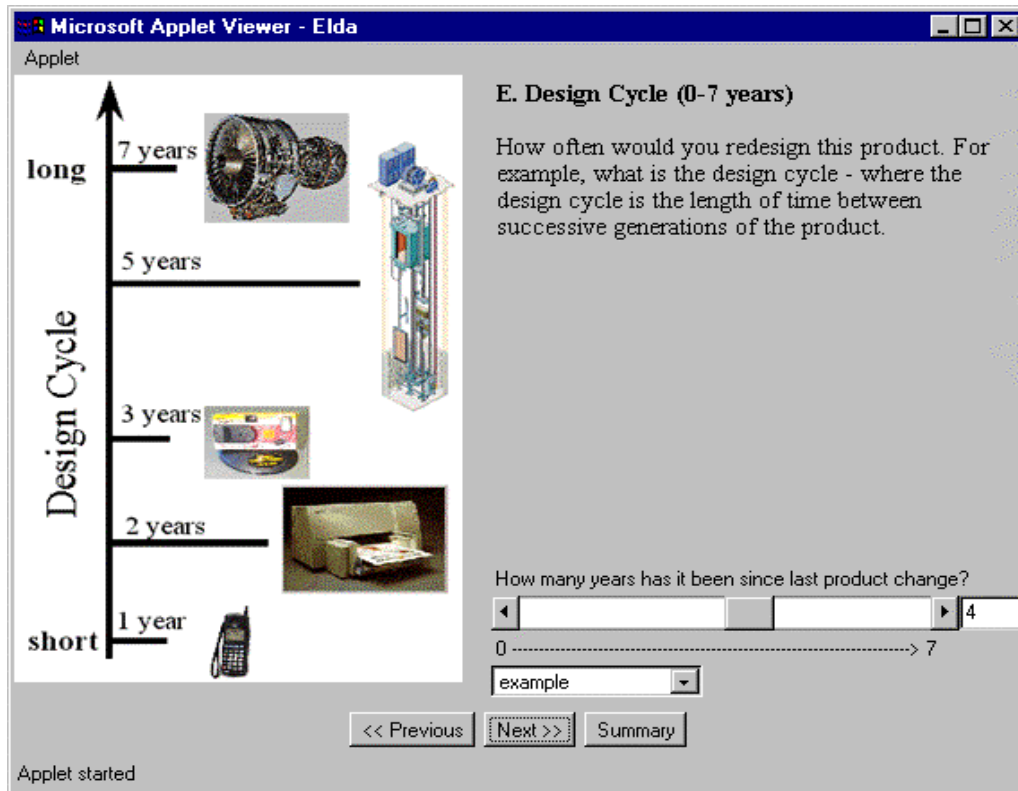 Microsoft Applet Viewer - Elda
Applet
7 years
long
5 years
Design Cycle
3 years
2 years
1 year
short
E. Design Cycle (0-7 years)
How often would you redesign this product. For
example, what is the design cycle - where the
design cycle is the length of time between
successive generations of the product.
How many years has it been since last product change?
4
0 ----------------------------------------------------------> 7
example
<< Previous
Next >>
Summary
Applet started